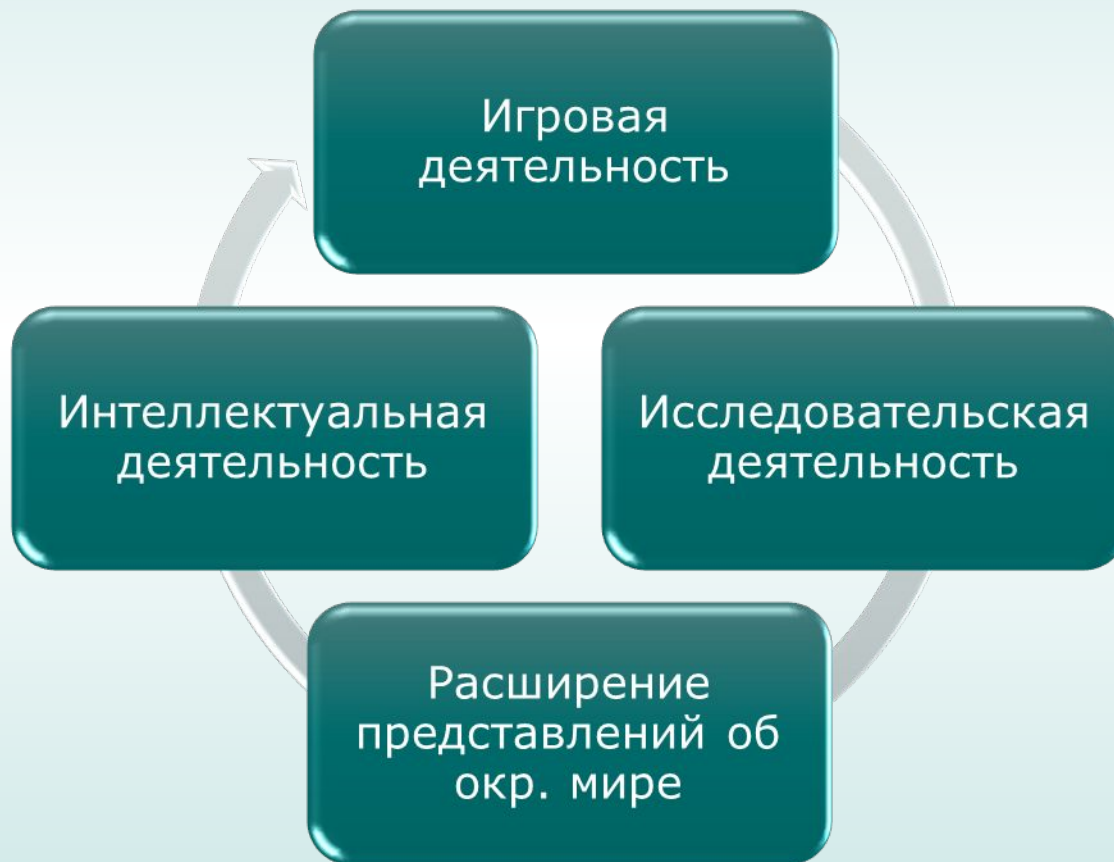 Игровая
деятельность
Интеллектуальная
деятельность
Исследовательская
деятельность
Расширение
представлений об
окр. мире